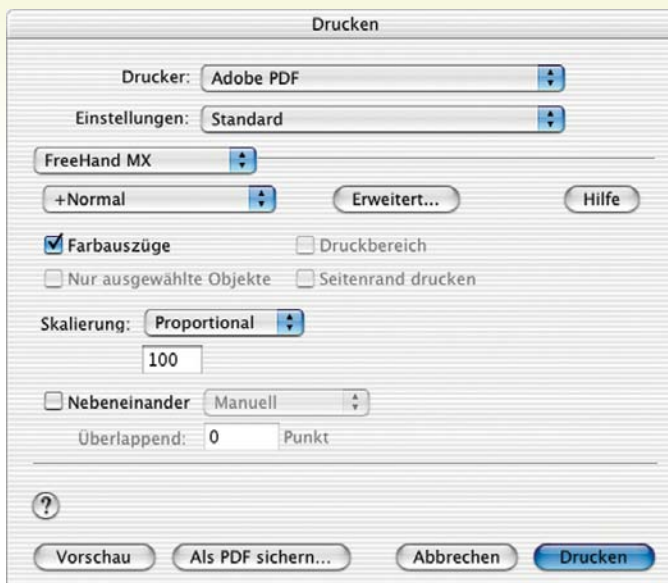 Drucken
Drucker: Adobe PDF
Einstellungen: Standard
FreeHand MX
+Normal Erweitert... Hilfe
Farbauszüge Druckbereich
Nur ausgewählte Objekte Seitenrand drucken
Skalierung: Proportional
100
Nebeneinander Manuell
Überlappend: 0 Punkt
?
Vorschau Als PDF sichern... Abbrechen Drucken